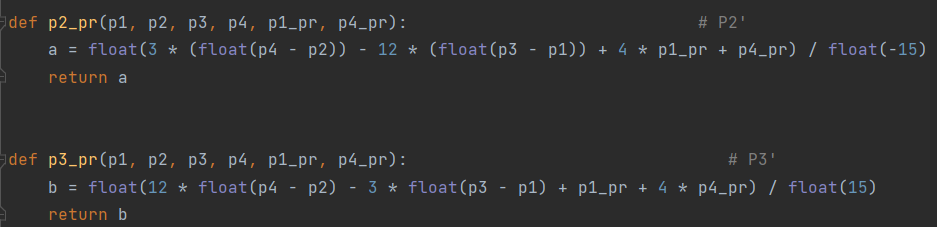 def p2_pr(p1, p2, p3, p4, p1_pr, p4_pr): # P2'
a = float(3 * (float(p4 - p2)) - 12 * (float(p3 - p1)) + 4 * p1_pr + p4_pr) / float(-15)
return a
def p3_pr(p1, p2, p3, p4, p1_pr, p4_pr): # P3'
b = float(12 * float(p4 - p2) - 3 * float(p3 - p1) + p1_pr + 4 * p4_pr) / float(15)
return b